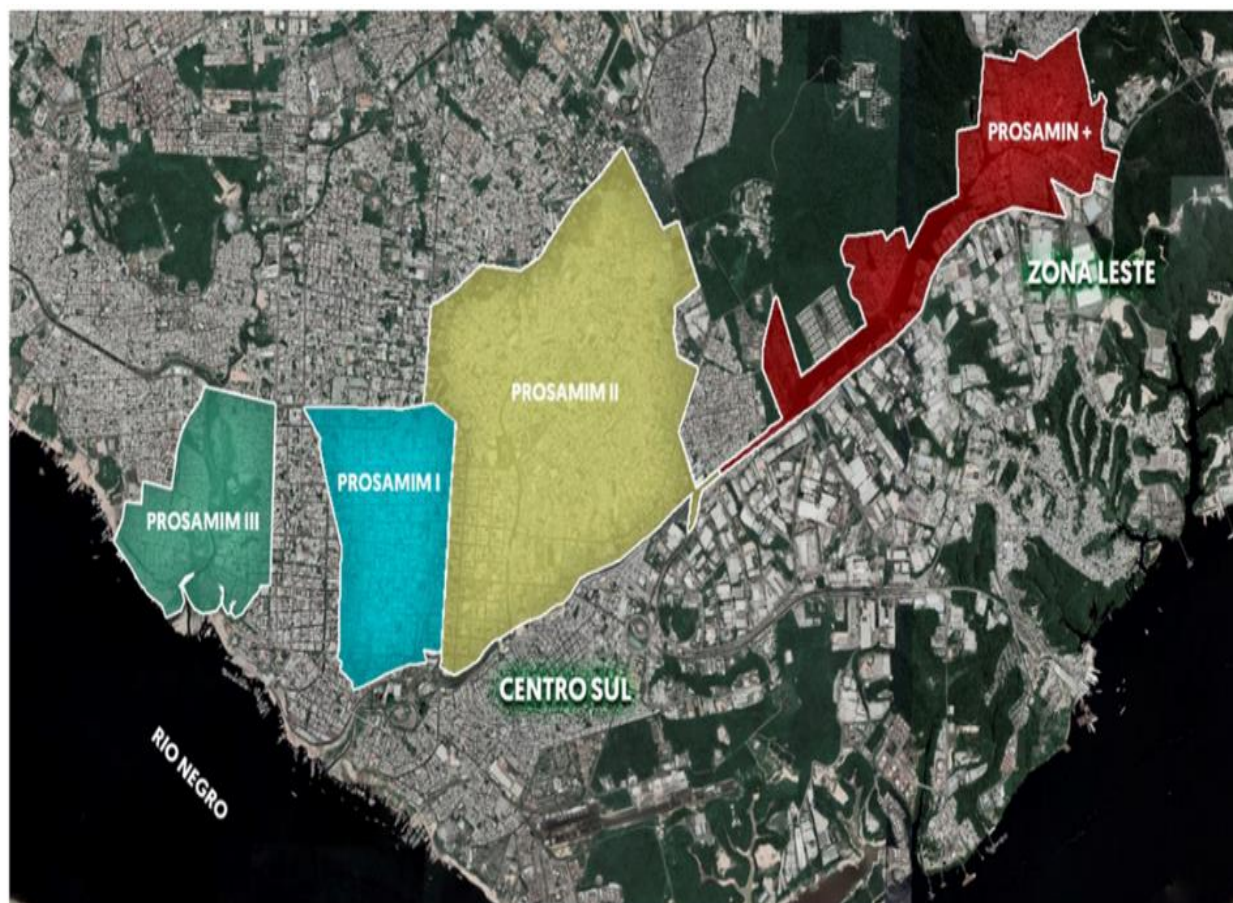 PROSAMIN +
ZONA LESTE
PROSAMIM II
PROSAMIM I
PROSAMIM III
CENTRO SUL
RIO NEGRO